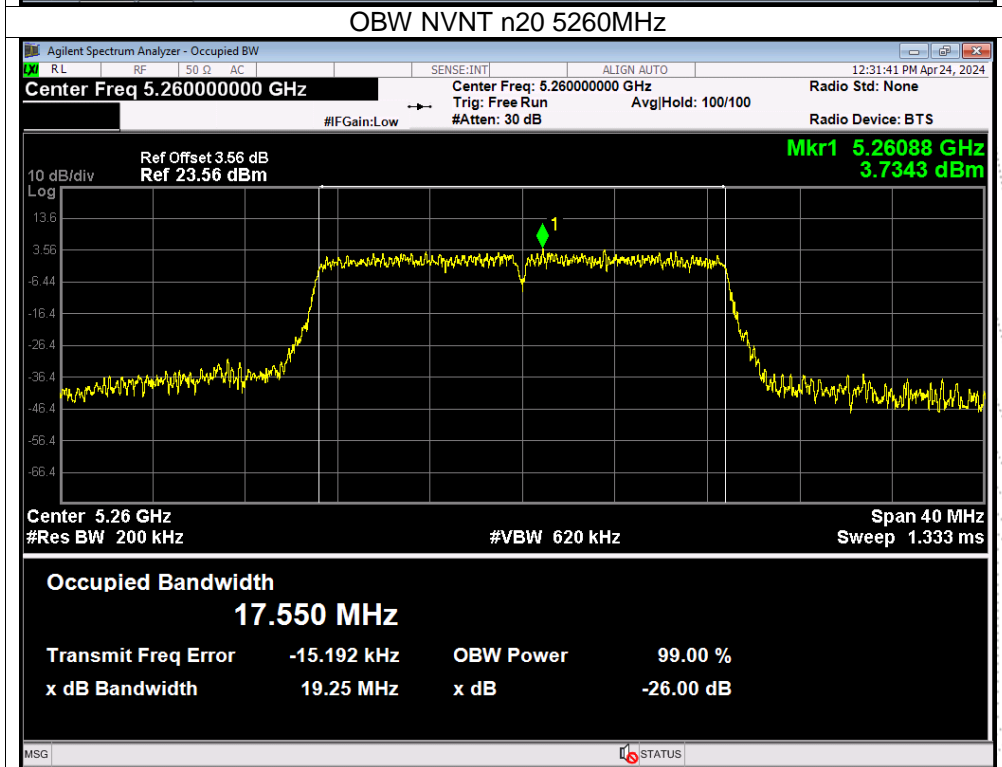 OBW NVNT n20 5260MHz
Agilent Spectrum Analyzer - Occupied BW
LXI RL RF 50 Ω AC SENSE:INT ALIGN AUTO 12:31:41 PM Apr 24, 2024
Center Freq 5.260000000 GHz Center Freq: 5.260000000 GHz Radio Std: None
Trig: Free Run Avg|Hold: 100/100
#IFGain:Low #Atten: 30 dB Radio Device: BTS
Ref Offset 3.56 dB Mkr1 5.26088 GHz
10 dB/div Ref 23.56 dBm 3.7343 dBm
Log
13.6
1
3.56
-6.44
-16.4
-26.4
-36.4
-46.4
-56.4
-66.4
Center 5.26 GHz Span 40 MHz
#Res BW 200 kHz #VBW 620 kHz Sweep 1.333 ms
Occupied Bandwidth
17.550 MHz
Transmit Freq Error -15.192 kHz OBW Power 99.00 %
x dB Bandwidth 19.25 MHz x dB -26.00 dB
MSG STATUS